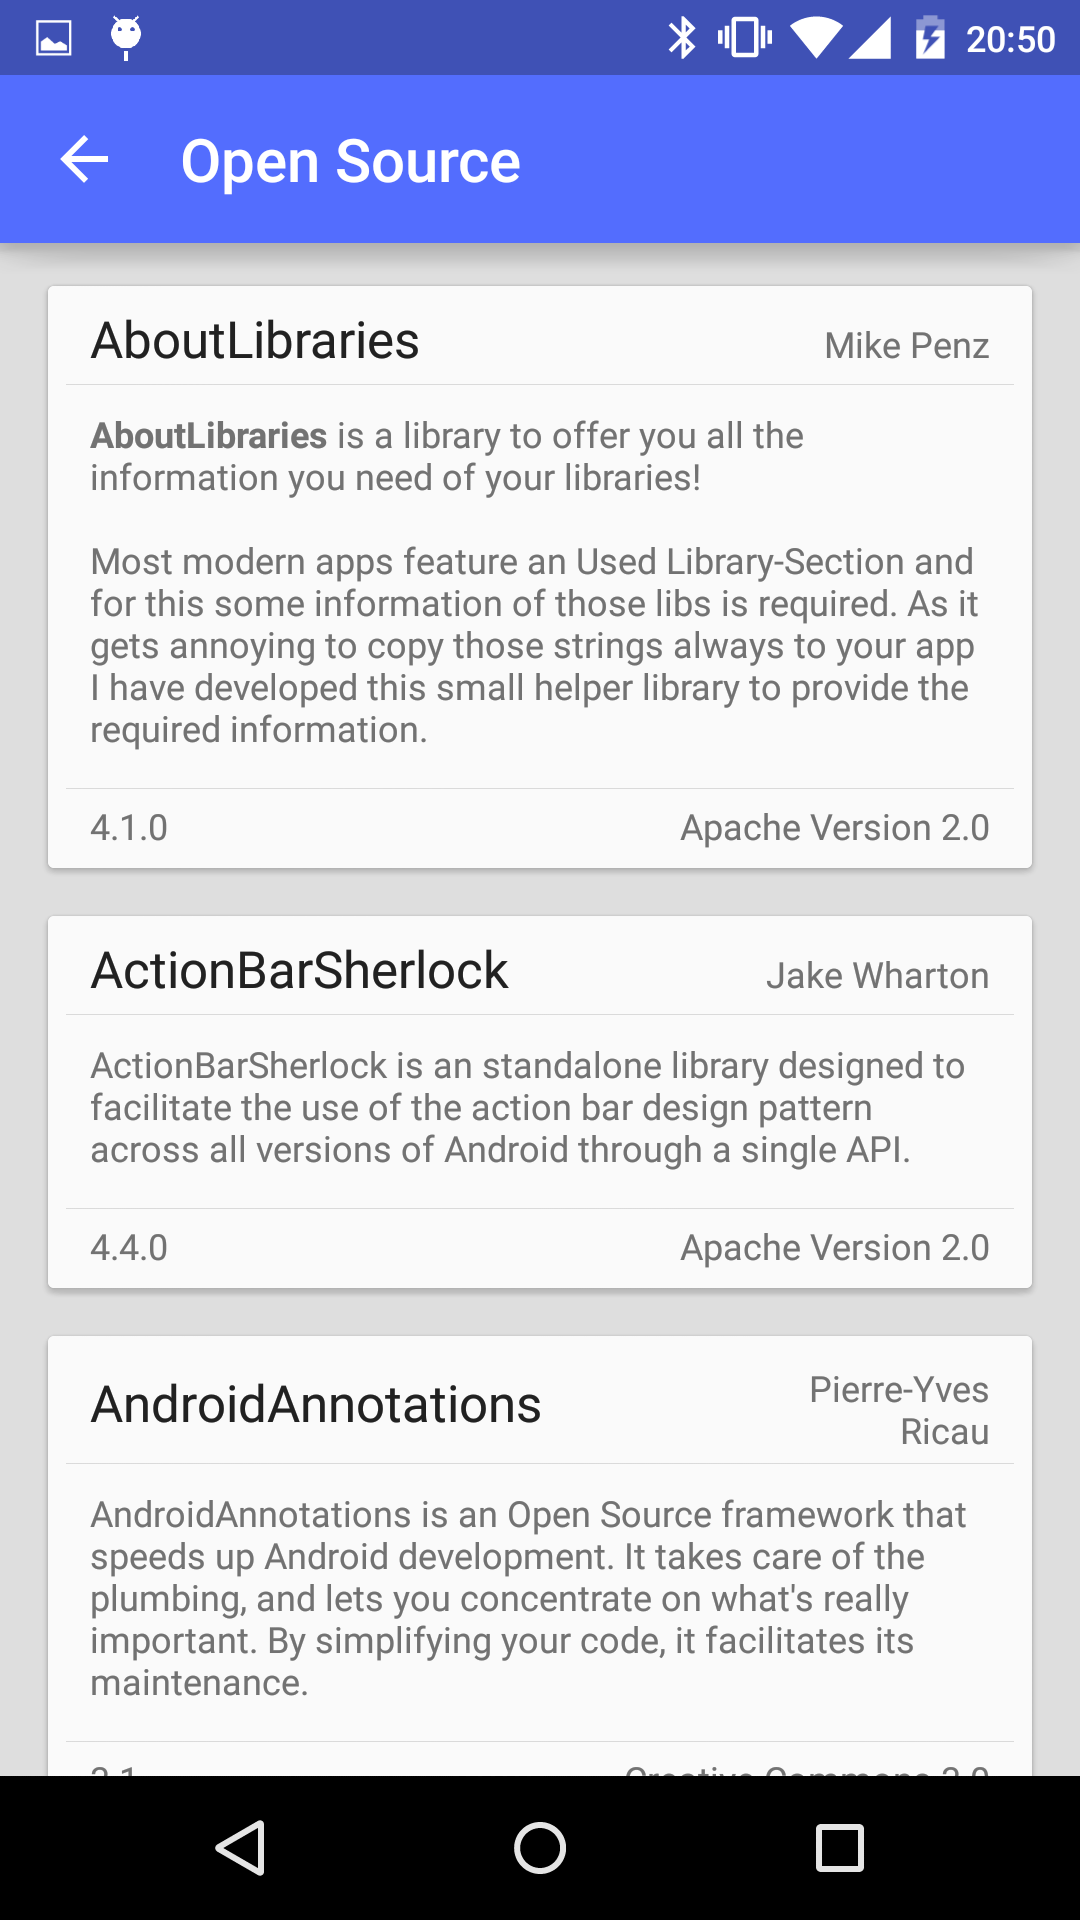 20:50
Open Source
AboutLibraries
Mike Penz
AboutLibraries is a library to offer you all the
information you need of your libraries!
Most modern apps feature an Used Library-Section and
for this some information of those libs is required. As it
gets annoying to copy those strings always to your app
I have developed this small helper library to provide the
required information.
4.1.0
Apache Version 2.0
ActionBarSherlock
Jake Wharton
ActionBarSherlock is an standalone library designed to
facilitate the use of the action bar design pattern
across all versions of Android through a single API.
4.4.0
Apache Version 2.0
AndroidAnnotations
Pierre-Yves
Ricau
AndroidAnnotations is an Open Source framework that
speeds up Android development. It takes care of the
plumbing, and lets you concentrate on what's really
important. By simplifying your code, it facilitates its
maintenance.
Creative Commons